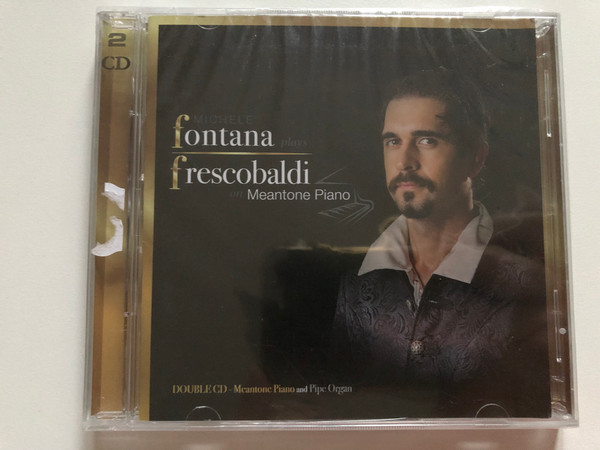 2
CD
MICHELE
fontana plays
frescobaldi
on Meantone Piano
DOUBLE CD - Meantone Piano and Pipe Organ